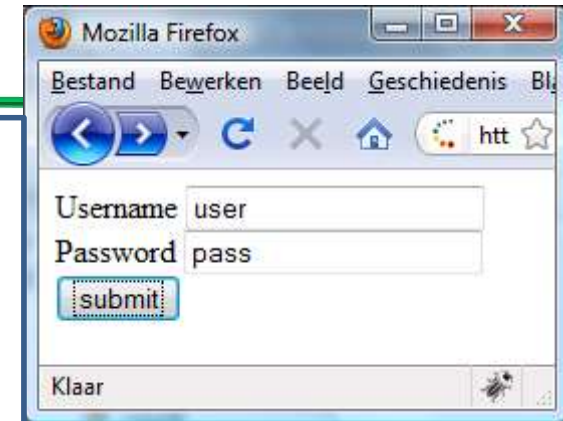 Mozilla Firefox
Bestand Bewerken Beeld Geschiedenis
htt
Username user
Password pass
submit
Klaar